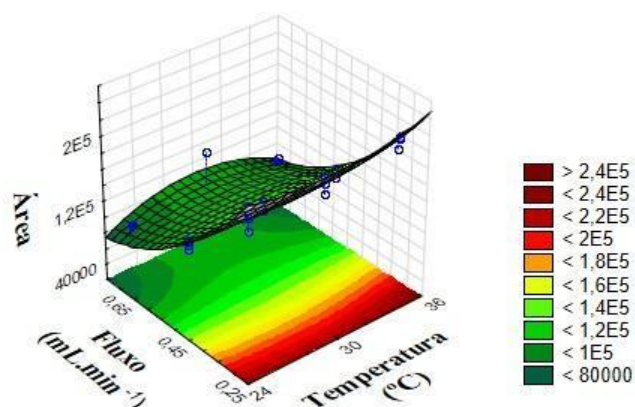 2E5
1,2E5
40000
Área
0,65
0,45
0,25
Fluxo
(mL.min⁻¹)
24
30
36
Temperatura
(ºC)
> 2,4E5
< 2,4E5
< 2,2E5
< 2E5
< 1,8E5
< 1,6E5
< 1,4E5
< 1,2E5
< 1E5
< 80000